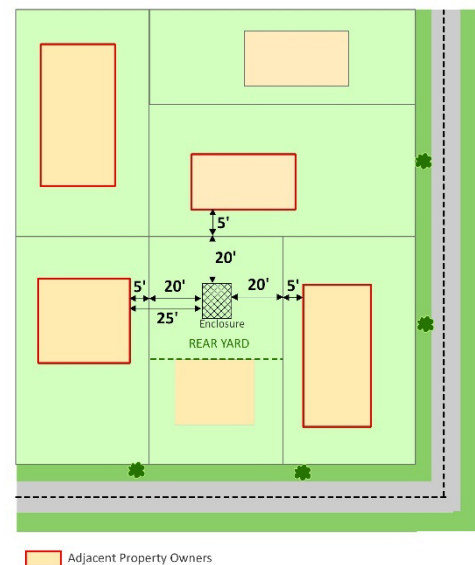 5'
20'
5' 20' 20' 5'
25'
Enclosure
REAR YARD
Adjacent Property Owners